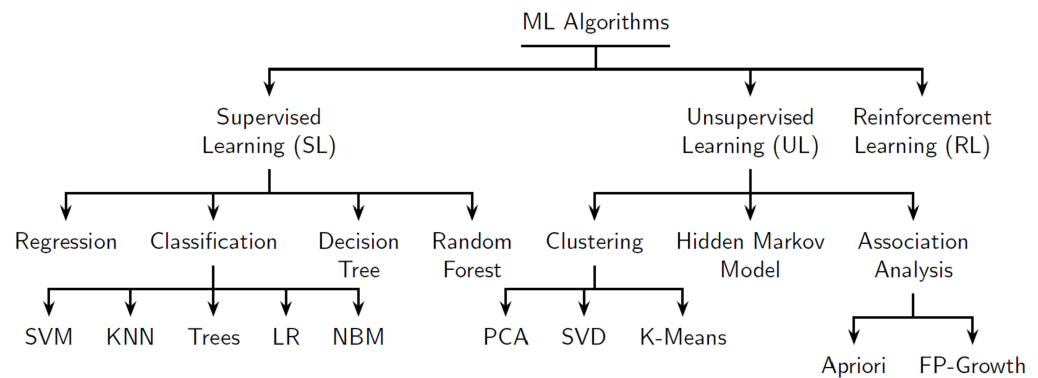 ML Algorithms
Supervised
Learning (SL)
Unsupervised
Learning (UL)
Reinforcement
Learning (RL)
Regression
Classification
Decision
Tree
Random
Forest
Clustering
Hidden Markov
Model
Association
Analysis
SVM
KNN
Trees
LR
NBM
PCA
SVD
K-Means
Apriori
FP-Growth